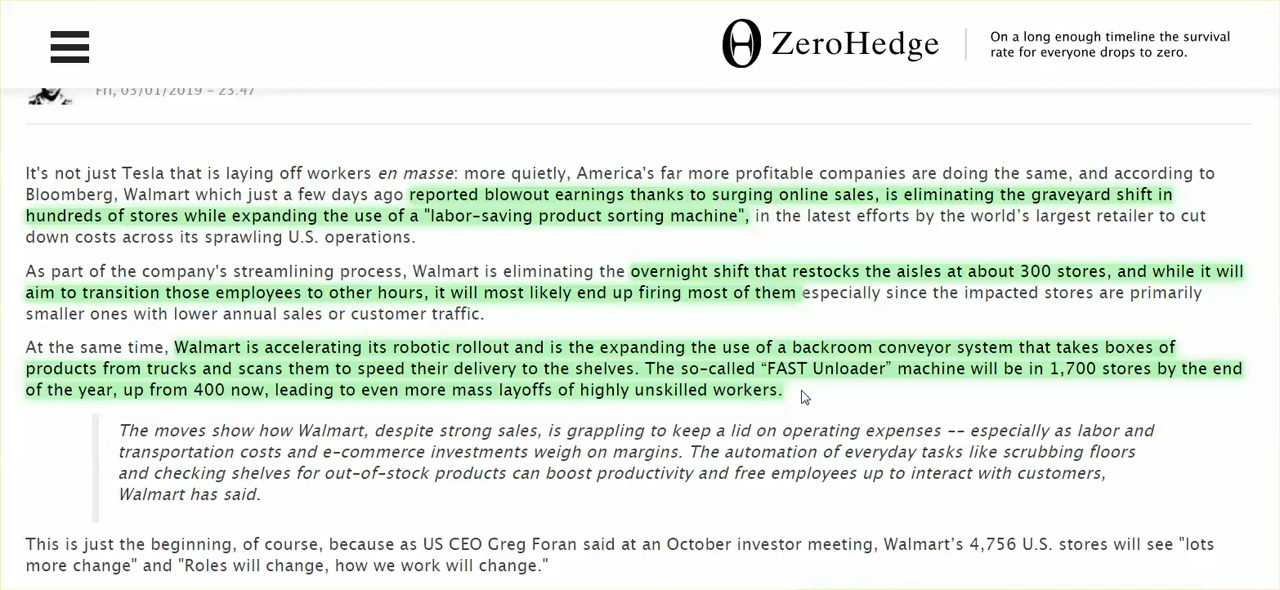 ZeroHedge
On a long enough timeline the survival
rate for everyone drops to zero.
Fri, 03/01/2019 - 23:47
It's not just Tesla that is laying off workers en masse: more quietly, America's far more profitable companies are doing the same, and according to
Bloomberg, Walmart which just a few days ago reported blowout earnings thanks to surging online sales, is eliminating the graveyard shift in
hundreds of stores while expanding the use of a "labor-saving product sorting machine", in the latest efforts by the world's largest retailer to cut
down costs across its sprawling U.S. operations.
As part of the company's streamlining process, Walmart is eliminating the overnight shift that restocks the aisles at about 300 stores, and while it will
aim to transition those employees to other hours, it will most likely end up firing most of them especially since the impacted stores are primarily
smaller ones with lower annual sales or customer traffic.
At the same time, Walmart is accelerating its robotic rollout and is the expanding the use of a backroom conveyor system that takes boxes of
products from trucks and scans them to speed their delivery to the shelves. The so-called “FAST Unloader” machine will be in 1,700 stores by the end
of the year, up from 400 now, leading to even more mass layoffs of highly unskilled workers.
The moves show how Walmart, despite strong sales, is grappling to keep a lid on operating expenses -- especially as labor and
transportation costs and e-commerce investments weigh on margins. The automation of everyday tasks like scrubbing floors
and checking shelves for out-of-stock products can boost productivity and free employees up to interact with customers,
Walmart has said.
This is just the beginning, of course, because as US CEO Greg Foran said at an October investor meeting, Walmart's 4,756 U.S. stores will see "lots
more change" and "Roles will change, how we work will change."